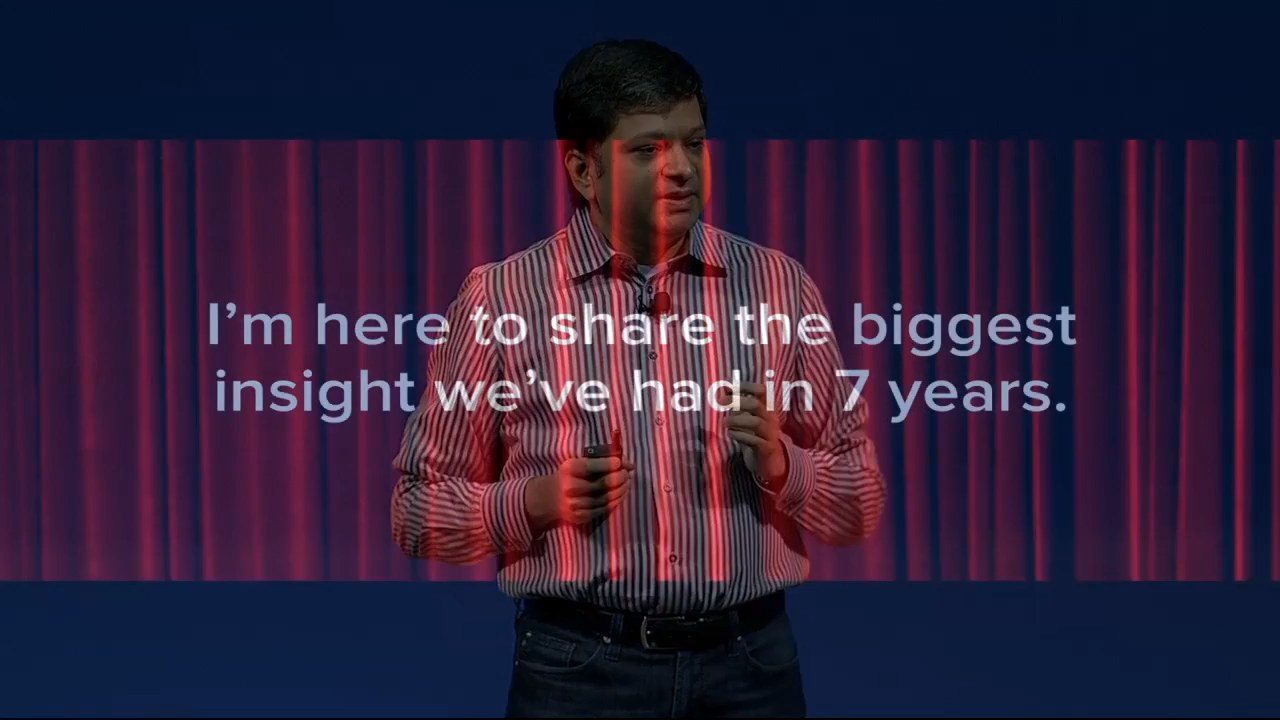 I’m here to share the biggest
insight we’ve had in 7 years.